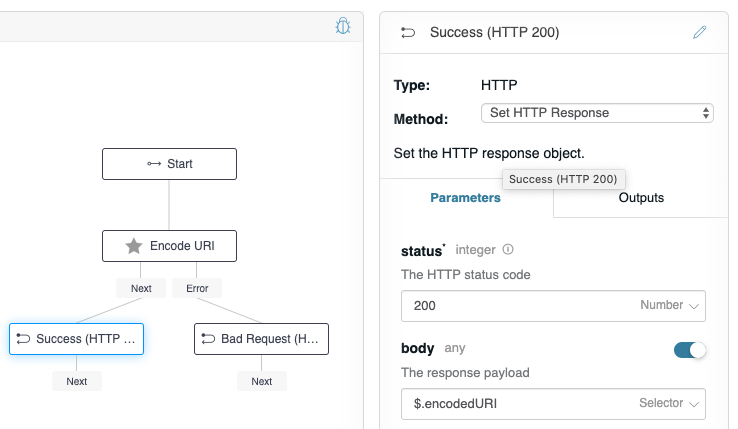 Start
Encode URI
Next
Error
Success (HTTP ...
Bad Request (H...
Next
Next
Success (HTTP 200)
Type:
HTTP
Method:
Set HTTP Response
Set the HTTP response object.
Success (HTTP 200)
Parameters
Outputs
status* integer
The HTTP status code
200
Number
body any
The response payload
$.encodedURI
Selector